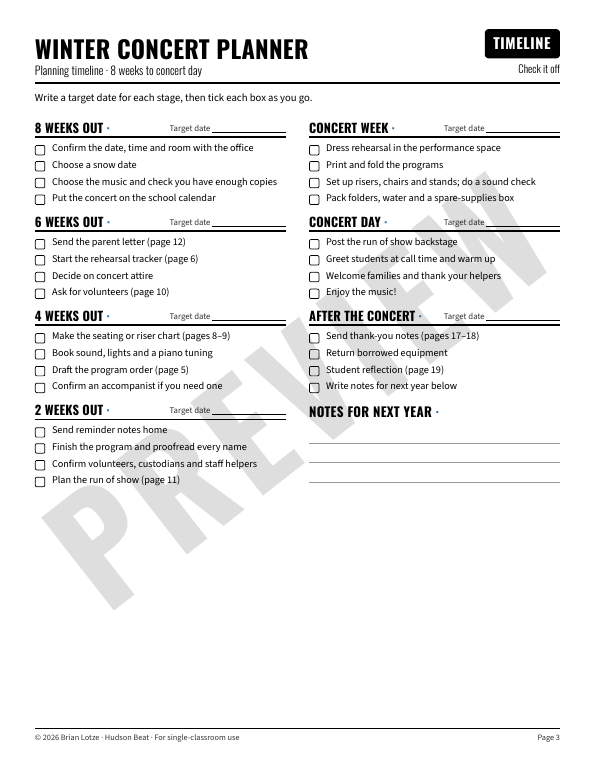 WINTER CONCERT PLANNER
TIMELINE
Planning timeline · 8 weeks to concert day
Check it off
Write a target date for each stage, then tick each box as you go.
8 WEEKS OUT ·
Target date
Confirm the date, time and room with the office
Choose a snow date
Choose the music and check you have enough copies
Put the concert on the school calendar
6 WEEKS OUT ·
Target date
Send the parent letter (page 12)
Start the rehearsal tracker (page 6)
Decide on concert attire
Ask for volunteers (page 10)
4 WEEKS OUT ·
Target date
Make the seating or riser chart (pages 8–9)
Book sound, lights and a piano tuning
Draft the program order (page 5)
Confirm an accompanist if you need one
2 WEEKS OUT ·
Target date
Send reminder notes home
Finish the program and proofread every name
Confirm volunteers, custodians and staff helpers
Plan the run of show (page 11)
CONCERT WEEK ·
Target date
Dress rehearsal in the performance space
Print and fold the programs
Set up risers, chairs and stands; do a sound check
Pack folders, water and a spare-supplies box
CONCERT DAY ·
Target date
Post the run of show backstage
Greet students at call time and warm up
Welcome families and thank your helpers
Enjoy the music!
AFTER THE CONCERT ·
Target date
Send thank-you notes (pages 17–18)
Return borrowed equipment
Student reflection (page 19)
Write notes for next year below
NOTES FOR NEXT YEAR ·
PREVIEW
© 2026 Brian Lotze · Hudson Beat · For single-classroom use
Page 3